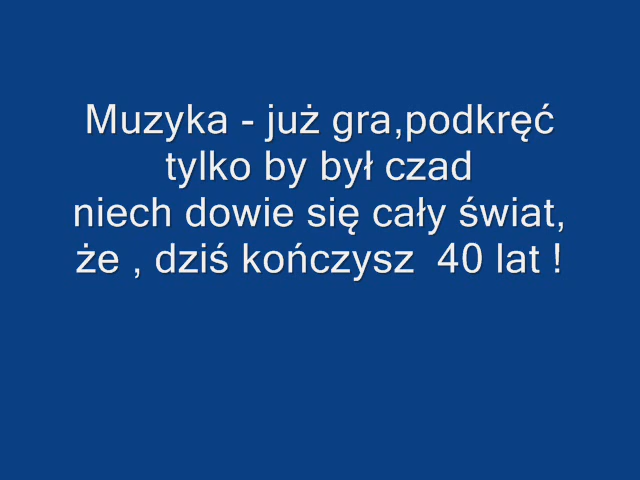 Muzyka - już gra,podkręć
tylko by był czad
niech dowie się cały świat,
że , dziś kończysz  40 lat !